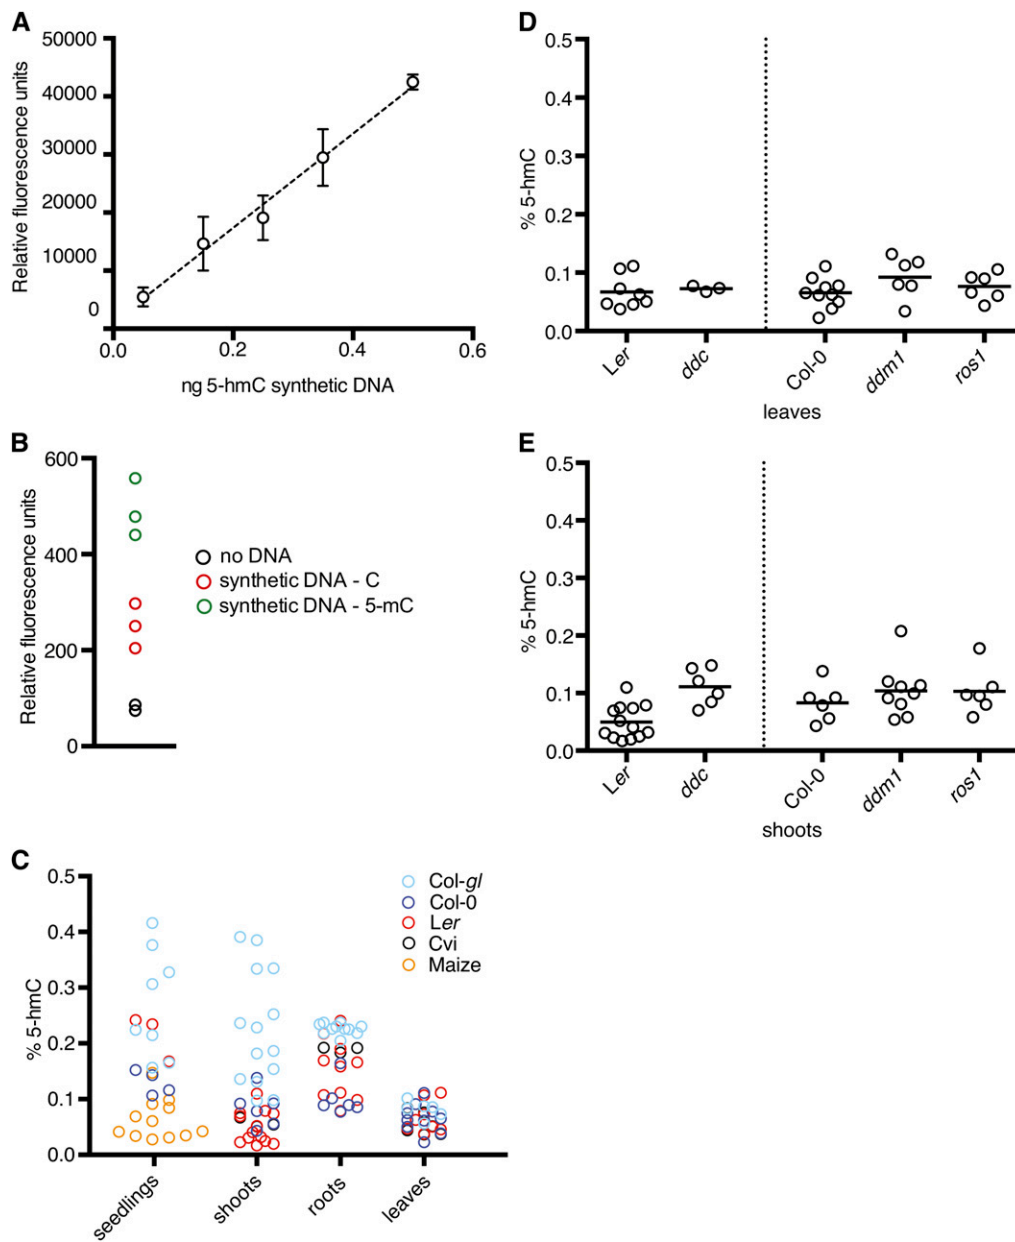 A
Relative fluorescence units
50000
40000
30000
20000
10000
0
0.0 0.2 0.4 0.6
ng 5-hmC synthetic DNA
B
Relative fluorescence units
600
400
200
0
no DNA
synthetic DNA - C
synthetic DNA - 5-mC
C
% 5-hmC
0.5
0.4
0.3
0.2
0.1
0.0
Col-gl
Col-0
Ler
Cvi
Maize
seedlings shoots roots leaves
D
% 5-hmC
0.5
0.4
0.3
0.2
0.1
0.0
Ler ddc Col-0 ddm1 ros1
leaves
E
% 5-hmC
0.5
0.4
0.3
0.2
0.1
0.0
Ler ddc Col-0 ddm1 ros1
shoots